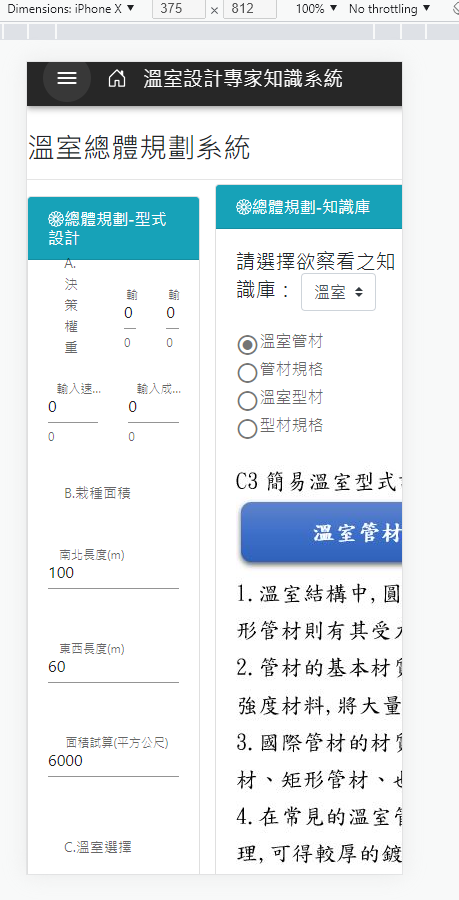 Dimensions: iPhone X ▼ 375 × 812 100% ▼ No throttling ▼
溫室設計專家知識系統
溫室總體規劃系統
總體規劃-型式
設計
A.
決
策
權
重
輸
0
0
輸
0
0
輸入速...
0
0
輸入成...
0
0
B.栽種面積
南北長度(m)
100
東西長度(m)
60
面積試算(平方公尺)
6000
C.溫室選擇
總體規劃-知識庫
請選擇欲察看之知
識庫： 溫室
溫室管材
管材規格
溫室型材
型材規格
C3 簡易溫室型式
溫室管材
1.溫室結構中,圓
形管材則有其受
2.管材的基本材質
強度材料,將大量
3.國際管材的材質
材、矩形管材、也
4.在常見的溫室管
理,可得較厚的鍍